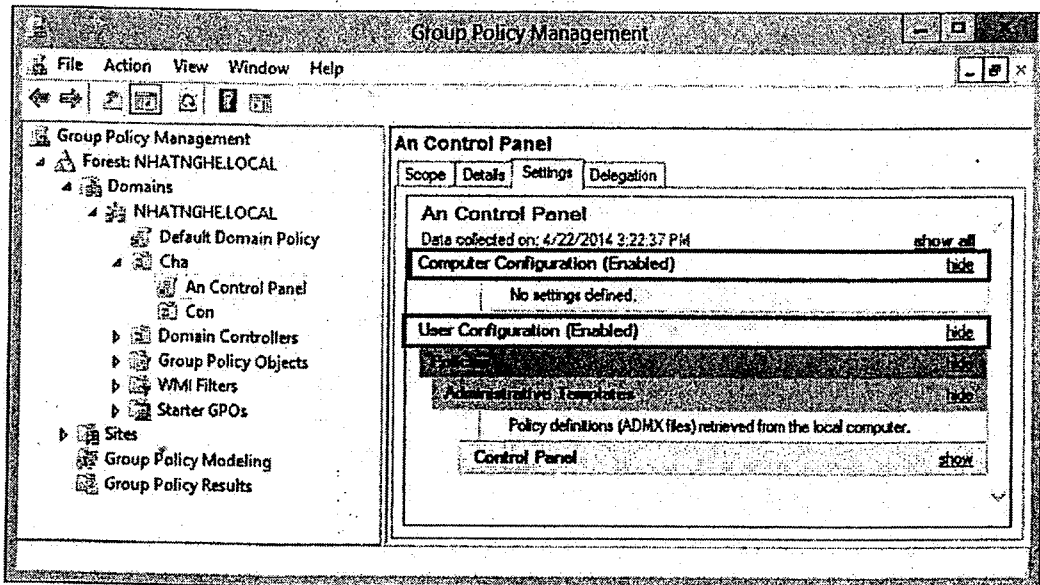 Group Policy Management
File Action View Window Help
Group Policy Management
Forest: NHATNGHE.LOCAL
Domains
NHATNGHE.LOCAL
Default Domain Policy
Cha
An Control Panel
Con
Domain Controllers
Group Policy Objects
WMI Filters
Starter GPOs
Sites
Group Policy Modeling
Group Policy Results
An Control Panel
Scope Details Settings Delegation
An Control Panel
Data collected on: 4/22/2014 3:22:37 PM show all
Computer Configuration (Enabled) hide
No settings defined.
User Configuration (Enabled) hide
Policies hide
Administrative Templates hide
Policy definitions (ADMX files) retrieved from the local computer.
Control Panel show